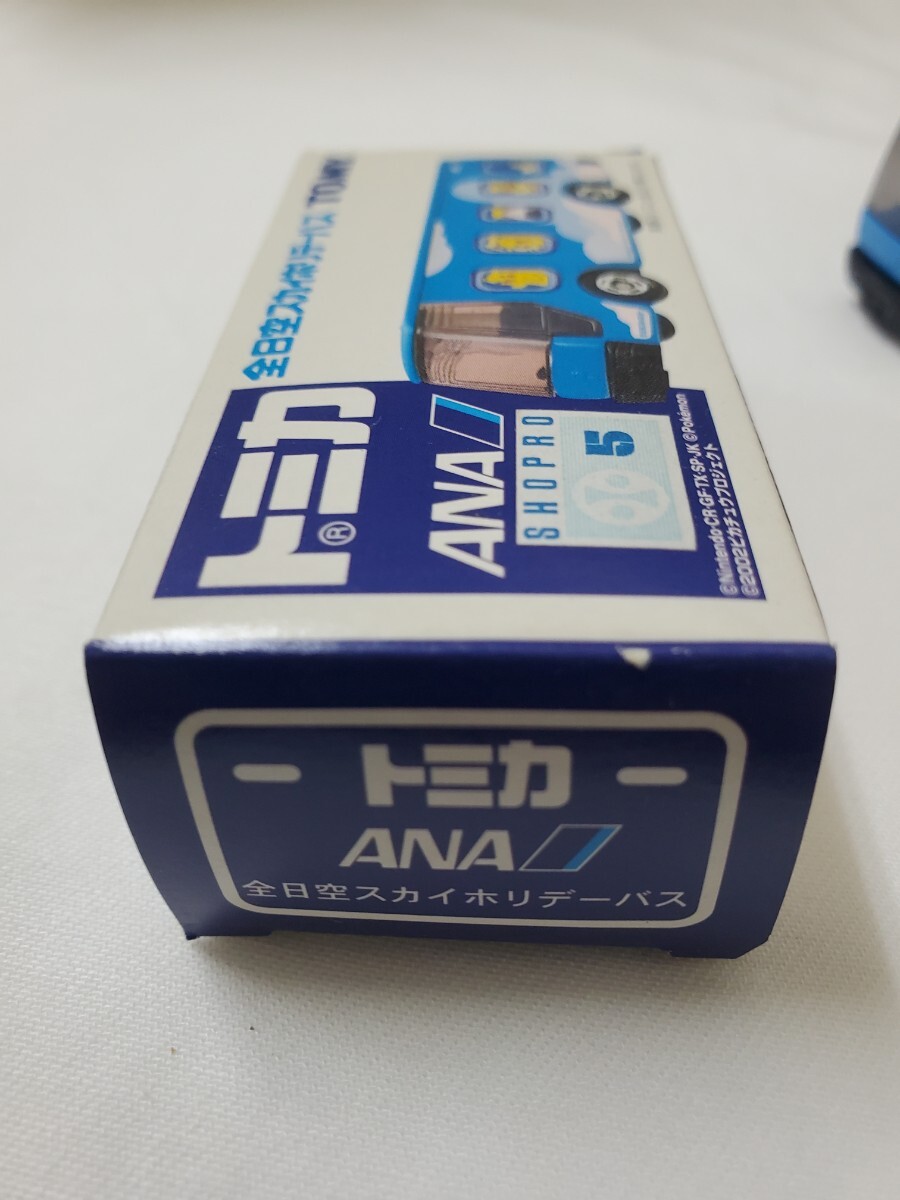 全日空スカイホリデーバス TOMY
トミカ®
ANA
SHOPRO
5
©Nintendo・CR・GF・TX・SP・JK ©Pokémon
©2002ピカチュウプロジェクト
トミカ
ANA
全日空スカイホリデーバス